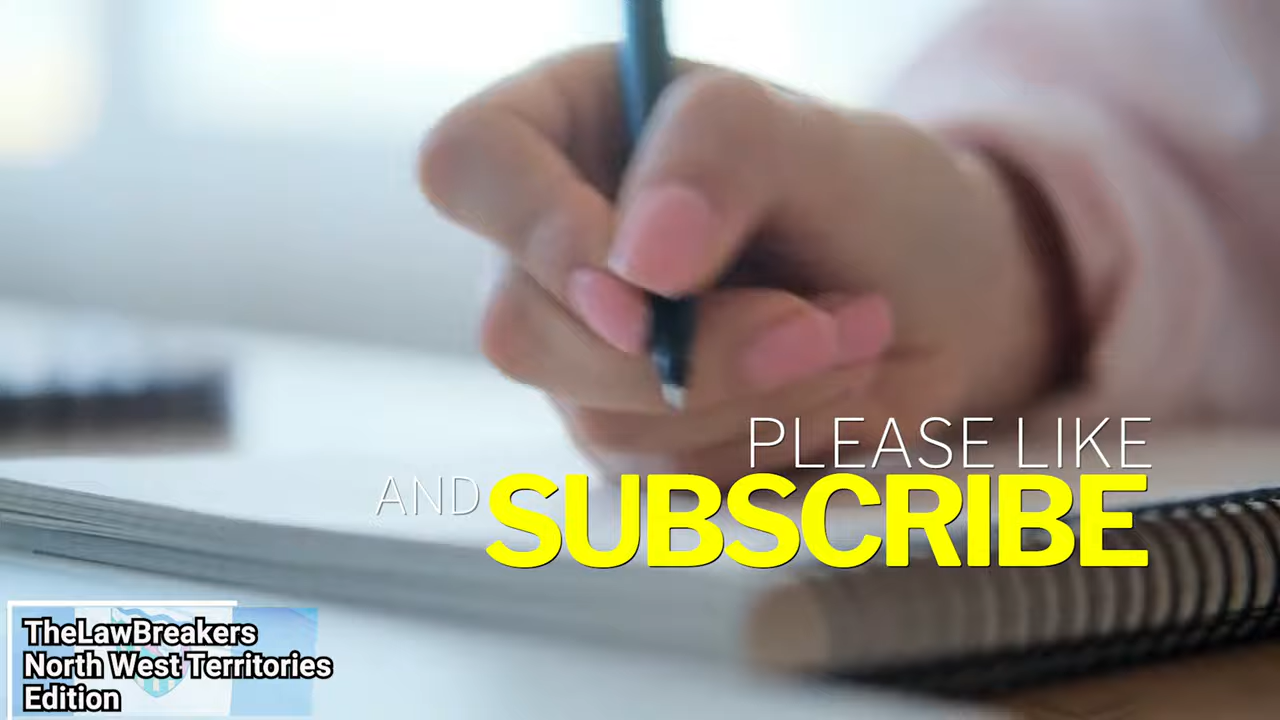 PLEASE LIKE
AND SUBSCRIBE
TheLawBreakers
North West Territories
Edition